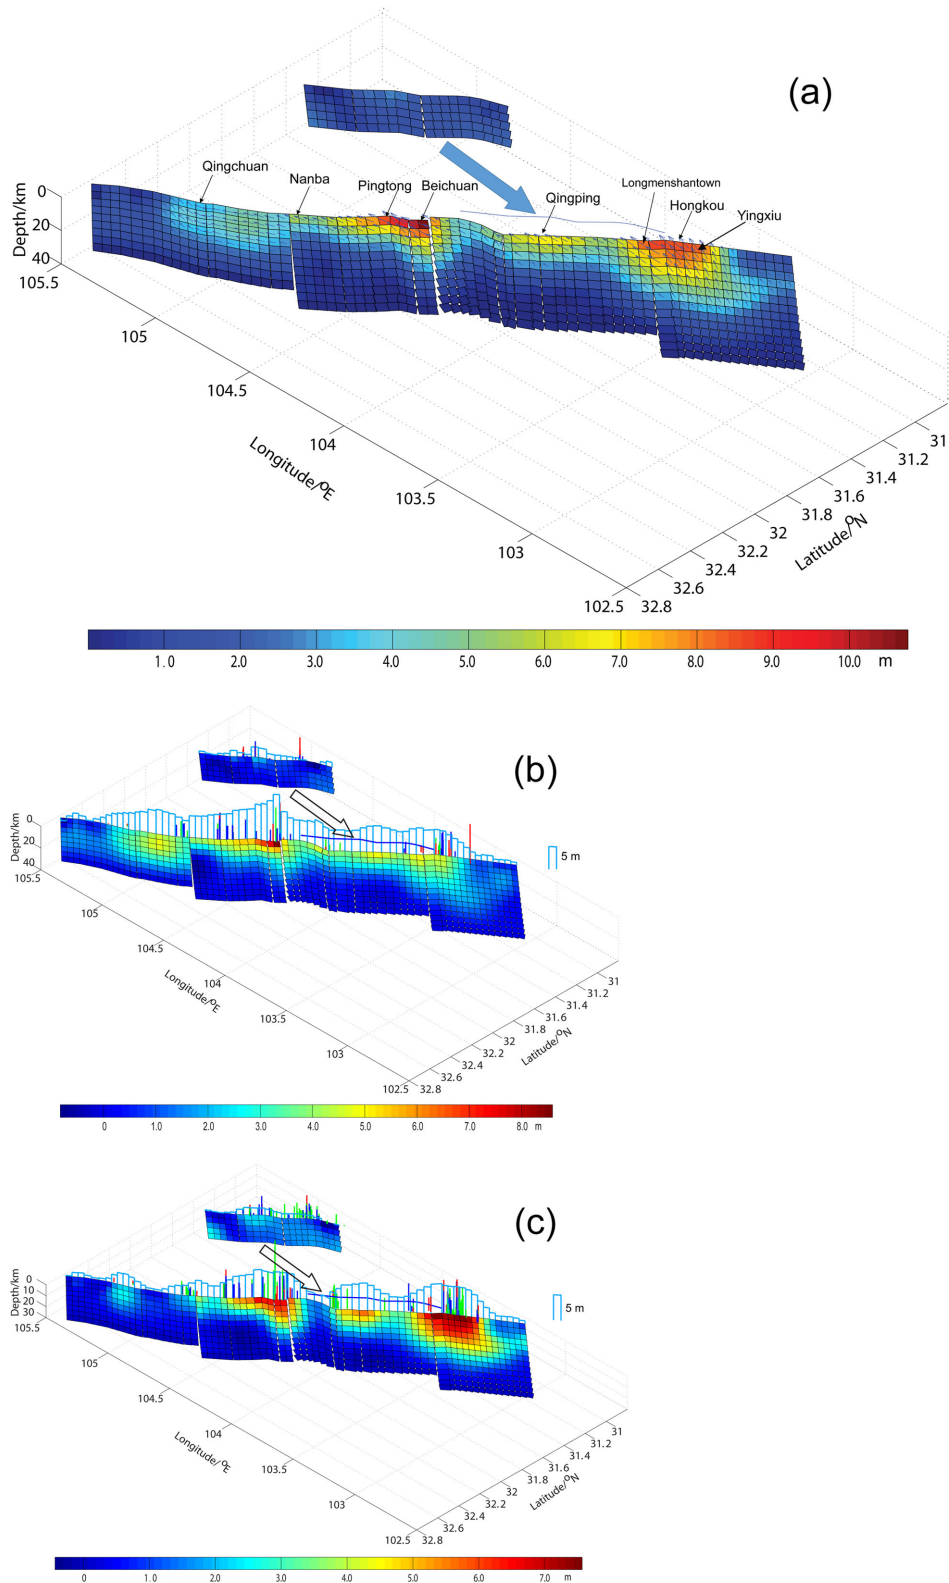 (a)
Qingchuan
Nanba
Pingtong
Beichuan
Qingping
Longmenshantown
Hongkou
Yingxiu
Depth/km
0
20
40
105.5
105
104.5
104
103.5
103
102.5
Longitude/°E
31
31.2
31.4
31.6
31.8
32
32.2
32.4
32.6
32.8
Latitude/°N
1.0 2.0 3.0 4.0 5.0 6.0 7.0 8.0 9.0 10.0 m
(b)
5 m
Depth/km
0
20
40
105.5
105
104.5
104
103.5
103
102.5
Longitude/°E
31
31.2
31.4
31.6
31.8
32
32.2
32.4
32.6
32.8
Latitude/°N
0 1.0 2.0 3.0 4.0 5.0 6.0 7.0 8.0 m
(c)
5 m
Depth/km
0
10
20
30
105.5
105
104.5
104
103.5
103
102.5
Longitude/°E
31
31.2
31.4
31.6
31.8
32
32.2
32.4
32.6
32.8
Latitude/°N
0 1.0 2.0 3.0 4.0 5.0 6.0 7.0 m